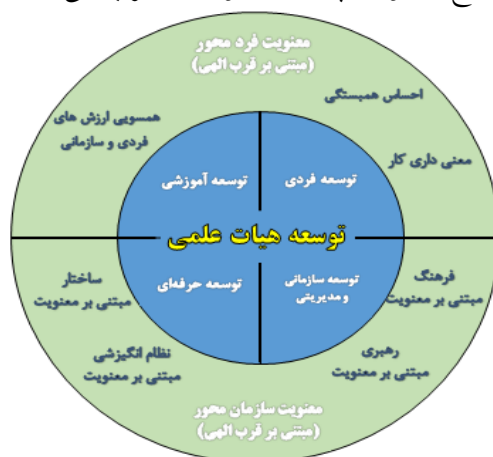 معنویت فرد محور
(مبتنی بر قرب الهی)
احساس همبستگی
معنی داری کار
همسویی ارزش های
فردی و سازمانی
توسعه فردی
توسعه آموزشی
توسعه هیات علمی
توسعه سازمانی
و مدیریتی
توسعه حرفه‌ای
فرهنگ
مبتنی بر معنویت
ساختار
مبتنی بر معنویت
رهبری
مبتنی بر معنویت
نظام انگیزشی
مبتنی بر معنویت
معنویت سازمان محور
(مبتنی بر قرب الهی)